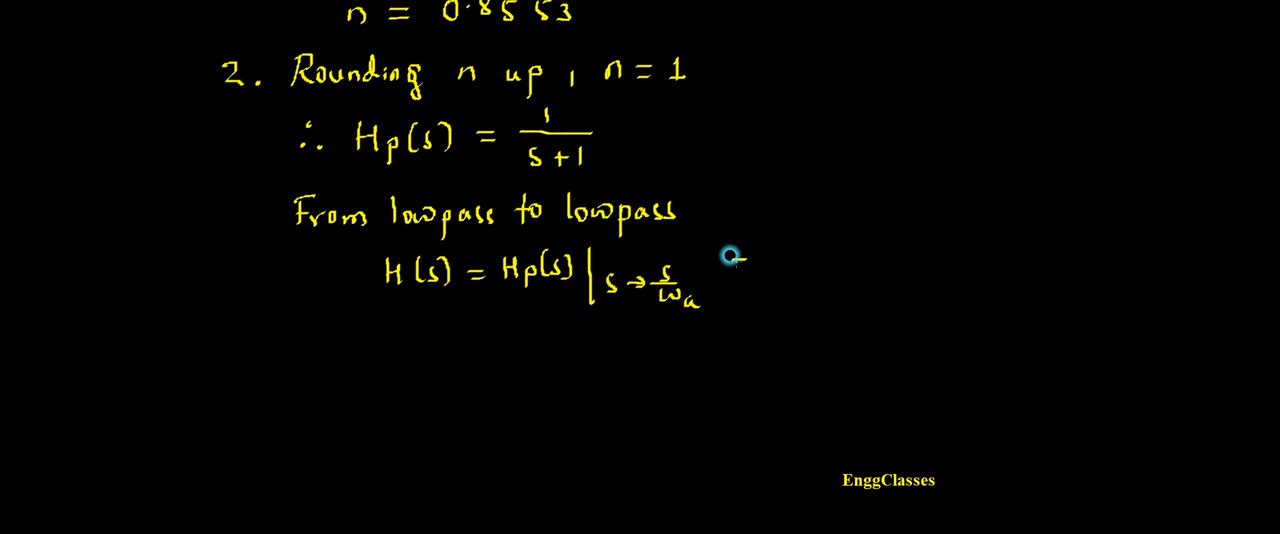 n = 0.8553
2. Rounding n up, n = 1
∴ Hp(s) = 1/(s+1)
From lowpass to lowpass
H(s) = Hp(s) | s → s/ωa
EnggClasses